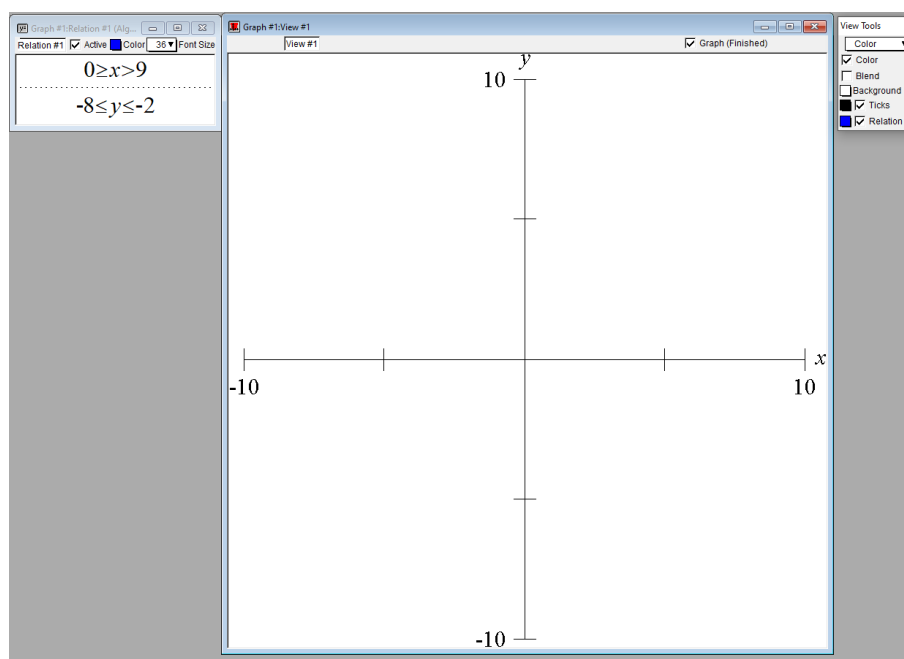 Graph #1:Relation #1 (Alg...
Relation #1 Active Color 36 Font Size
0≥x>9
-8≤y≤-2
Graph #1:View #1
View #1 Graph (Finished)
y
10
x
-10 10
-10
View Tools
Color
Color
Blend
Background
Ticks
Relation